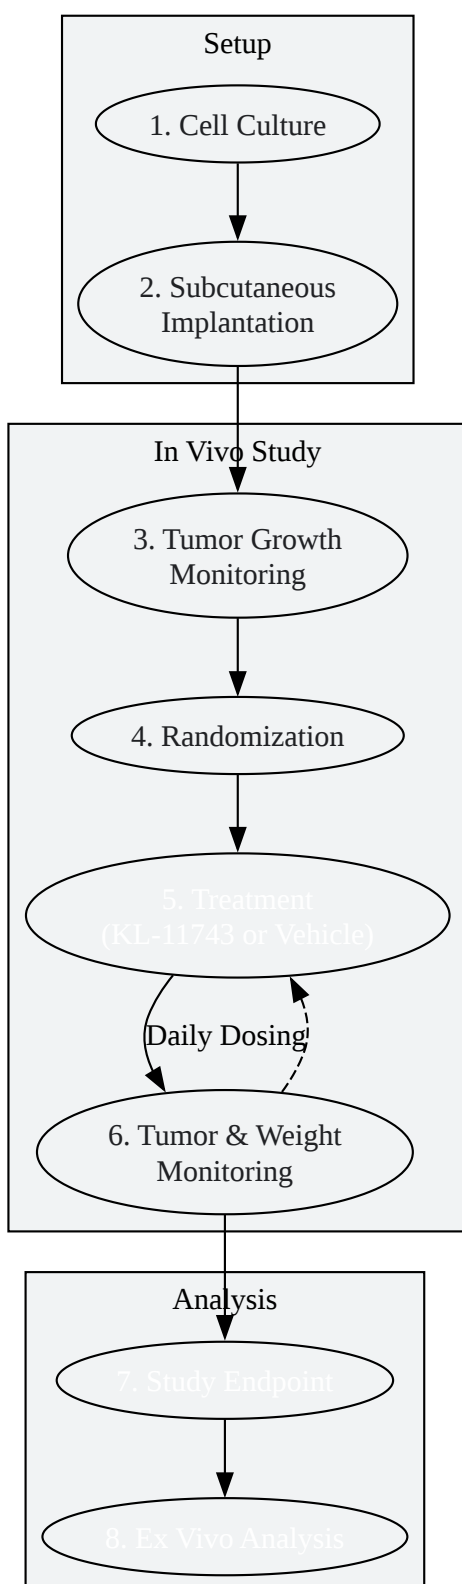 Setup
1. Cell Culture
2. Subcutaneous
Implantation
In Vivo Study
3. Tumor Growth
Monitoring
4. Randomization
5. Treatment
(KL-11743 or Vehicle)
Daily Dosing
6. Tumor & Weight
Monitoring
Analysis
7. Study Endpoint
8. Ex Vivo Analysis